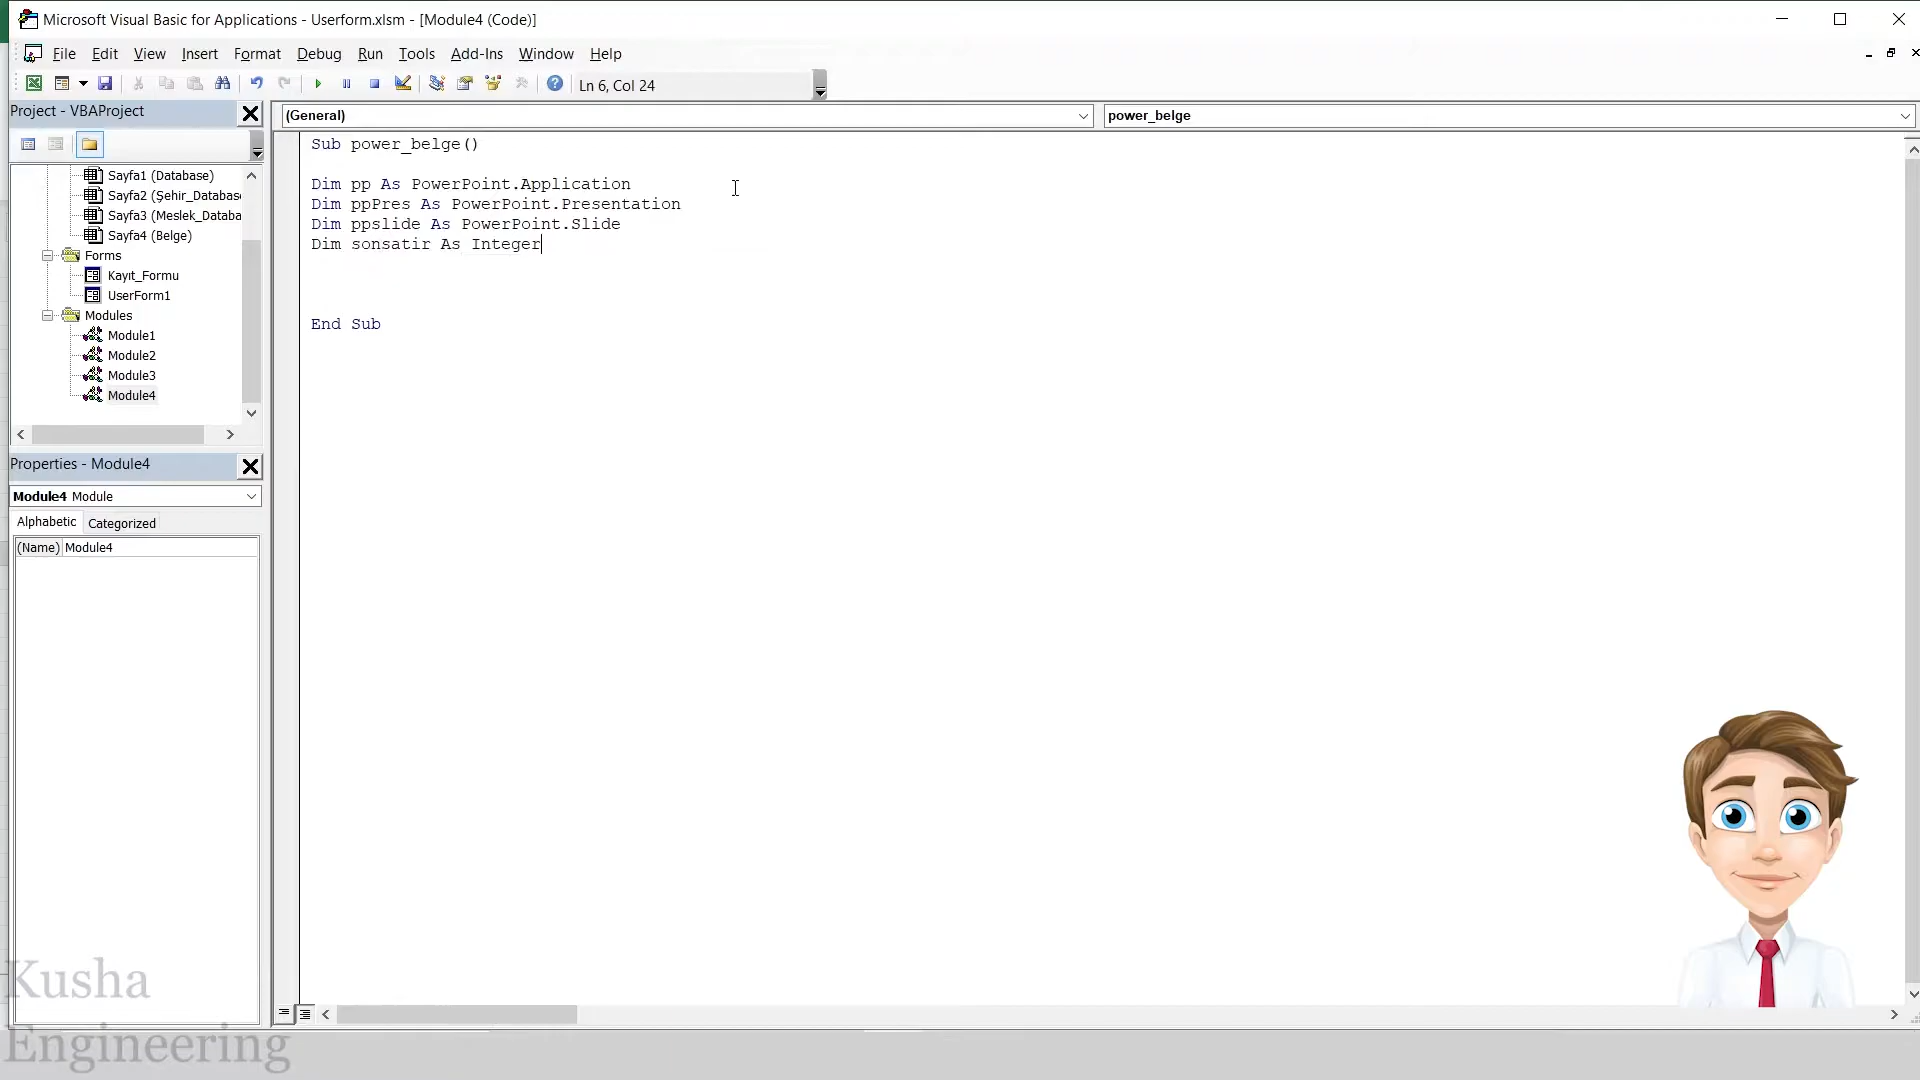 Microsoft Visual Basic for Applications - Userform.xlsm - [Module4 (Code)]
File Edit View Insert Format Debug Run Tools Add-Ins Window Help
Ln 6, Col 24
Project - VBAProject
(General)
power_belge
Sayfa1 (Database)
Sayfa2 (Şehir_Databas
Sayfa3 (Meslek_Databa
Sayfa4 (Belge)
Forms
Kayıt_Formu
UserForm1
Modules
Module1
Module2
Module3
Module4
Properties - Module4
Module4 Module
Alphabetic Categorized
(Name) Module4
Sub power_belge()
Dim pp As PowerPoint.Application
Dim ppPres As PowerPoint.Presentation
Dim ppslide As PowerPoint.Slide
Dim sonsatir As Integer
End Sub
Kusha
Engineering